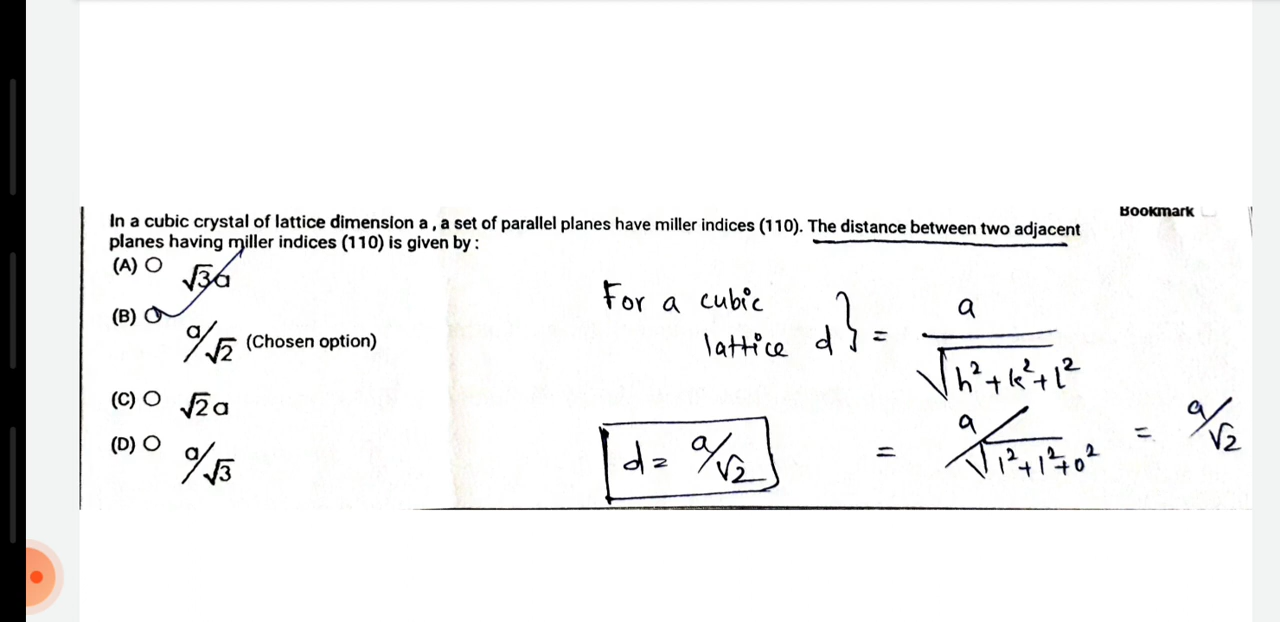 Bookmark
In a cubic crystal of lattice dimension a , a set of parallel planes have miller indices (110). The distance between two adjacent
planes having miller indices (110) is given by :
(A) √3a
(B) a/√2 (Chosen option)
(C) √2a
(D) a/√3
For a cubic
lattice d } = a / √h²+k²+l²
= a/√1²+1²+0² = a/√2
d = a/√2